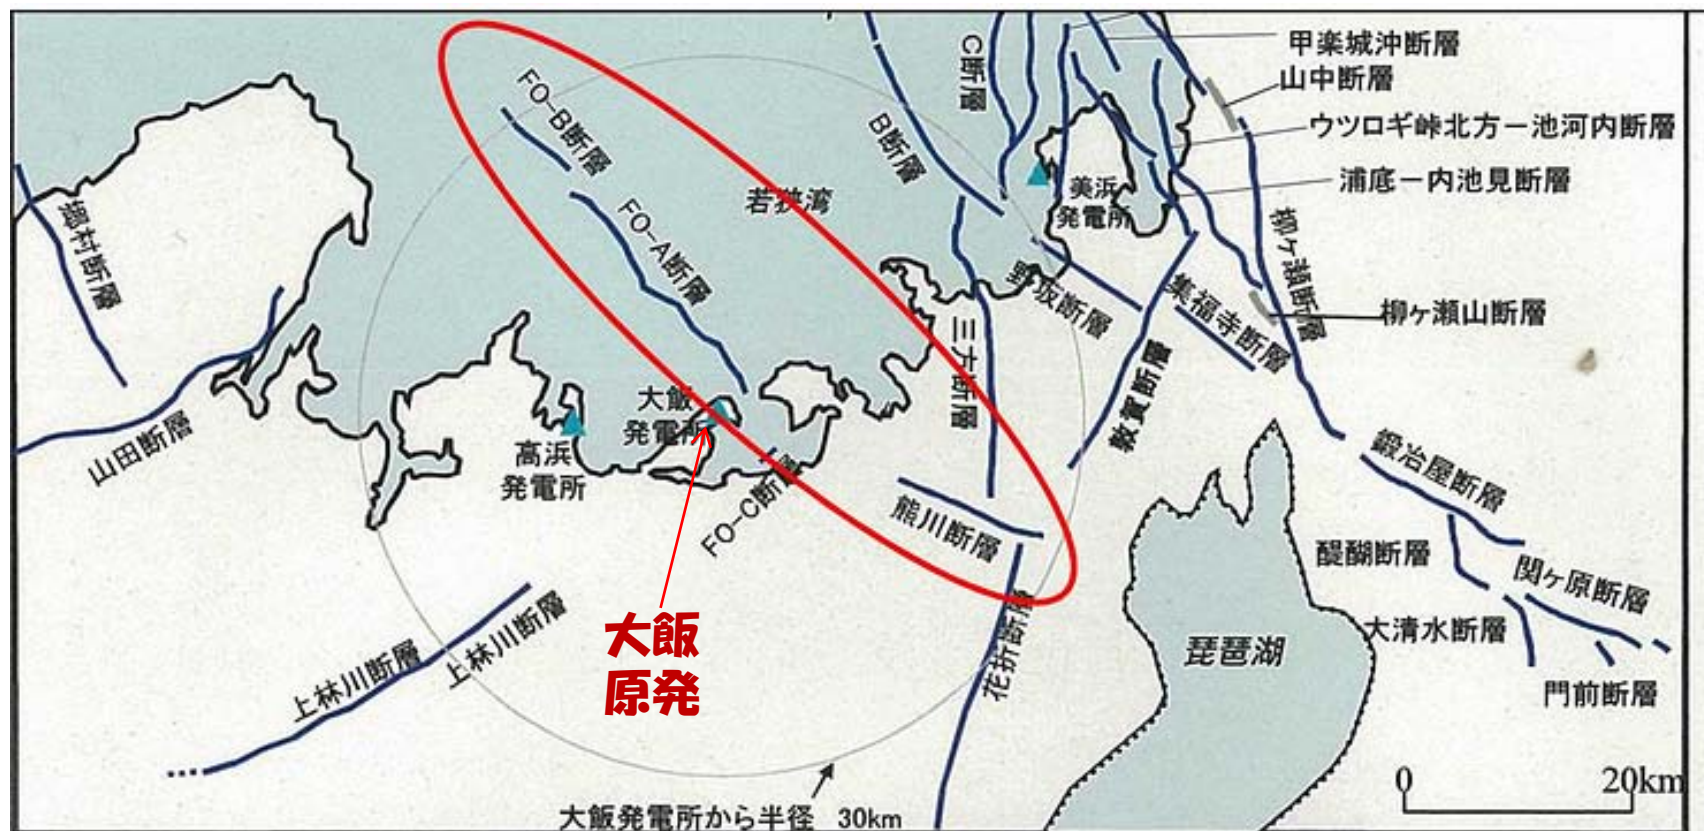 甲楽城沖断層
山中断層
ウツロギ峠北方－池河内断層
浦底－内池見断層
C断層
B断層
FO-B断層
FO-A断層
若狭湾
美浜
発電所
柳ヶ瀬断層
柳ヶ瀬山断層
郷村断層
野坂断層
集福寺断層
三方断層
敦賀断層
山田断層
大飯
発電所
高浜
発電所
FO-C断層
熊川断層
鍛冶屋断層
醍醐断層
関ヶ原断層
大清水断層
門前断層
上林川断層
上林川断層
大飯
原発
花折断層
琵琶湖
大飯発電所から半径 30km
0 20km